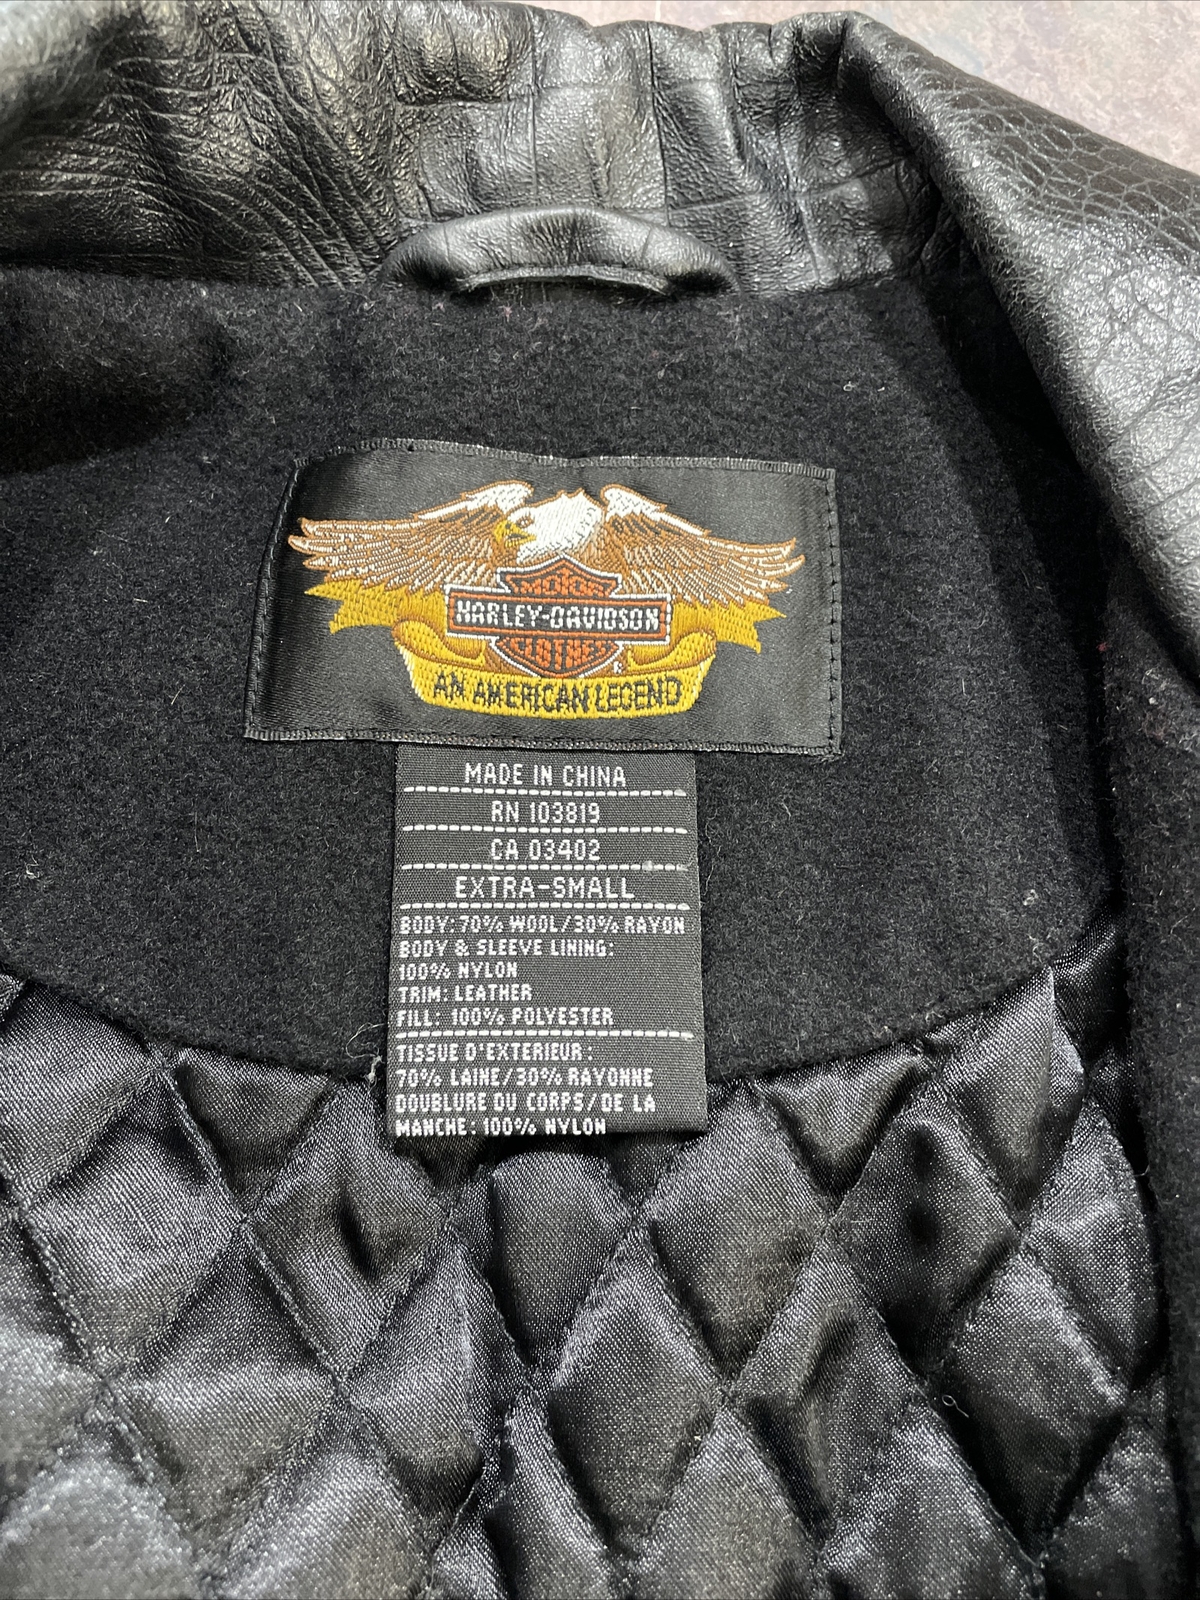 MOTOR
HARLEY-DAVIDSON
CYCLES
AN AMERICAN LEGEND
MADE IN CHINA
RN 103819
CA 03402
EXTRA-SMALL
BODY: 70% WOOL/30% RAYON
BODY & SLEEVE LINING:
100% NYLON
TRIM: LEATHER
FILL: 100% POLYESTER
TISSUE D'EXTERIEUR:
70% LAINE/30% RAYONNE
DOUBLURE DU CORPS/DE LA
MANCHE: 100% NYLON